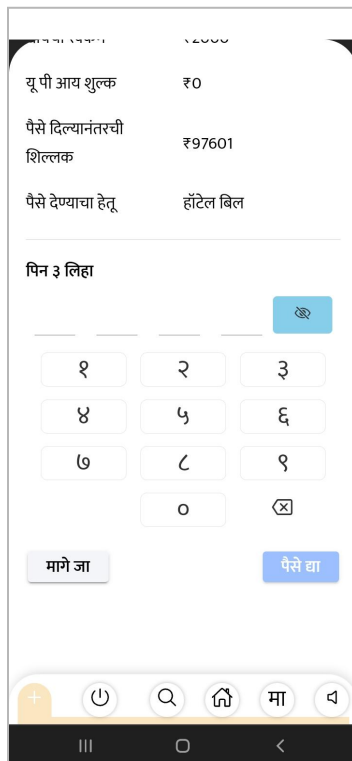 यू पी आय शुल्क ₹0
पैसे दिल्यानंतरची
शिल्लक ₹97601
पैसे देण्याचा हेतू हॉटेल बिल
पिन ३ लिहा
१ २ ३
४ ५ ६
७ ८ ९
०
मागे जा पैसे द्या
मा